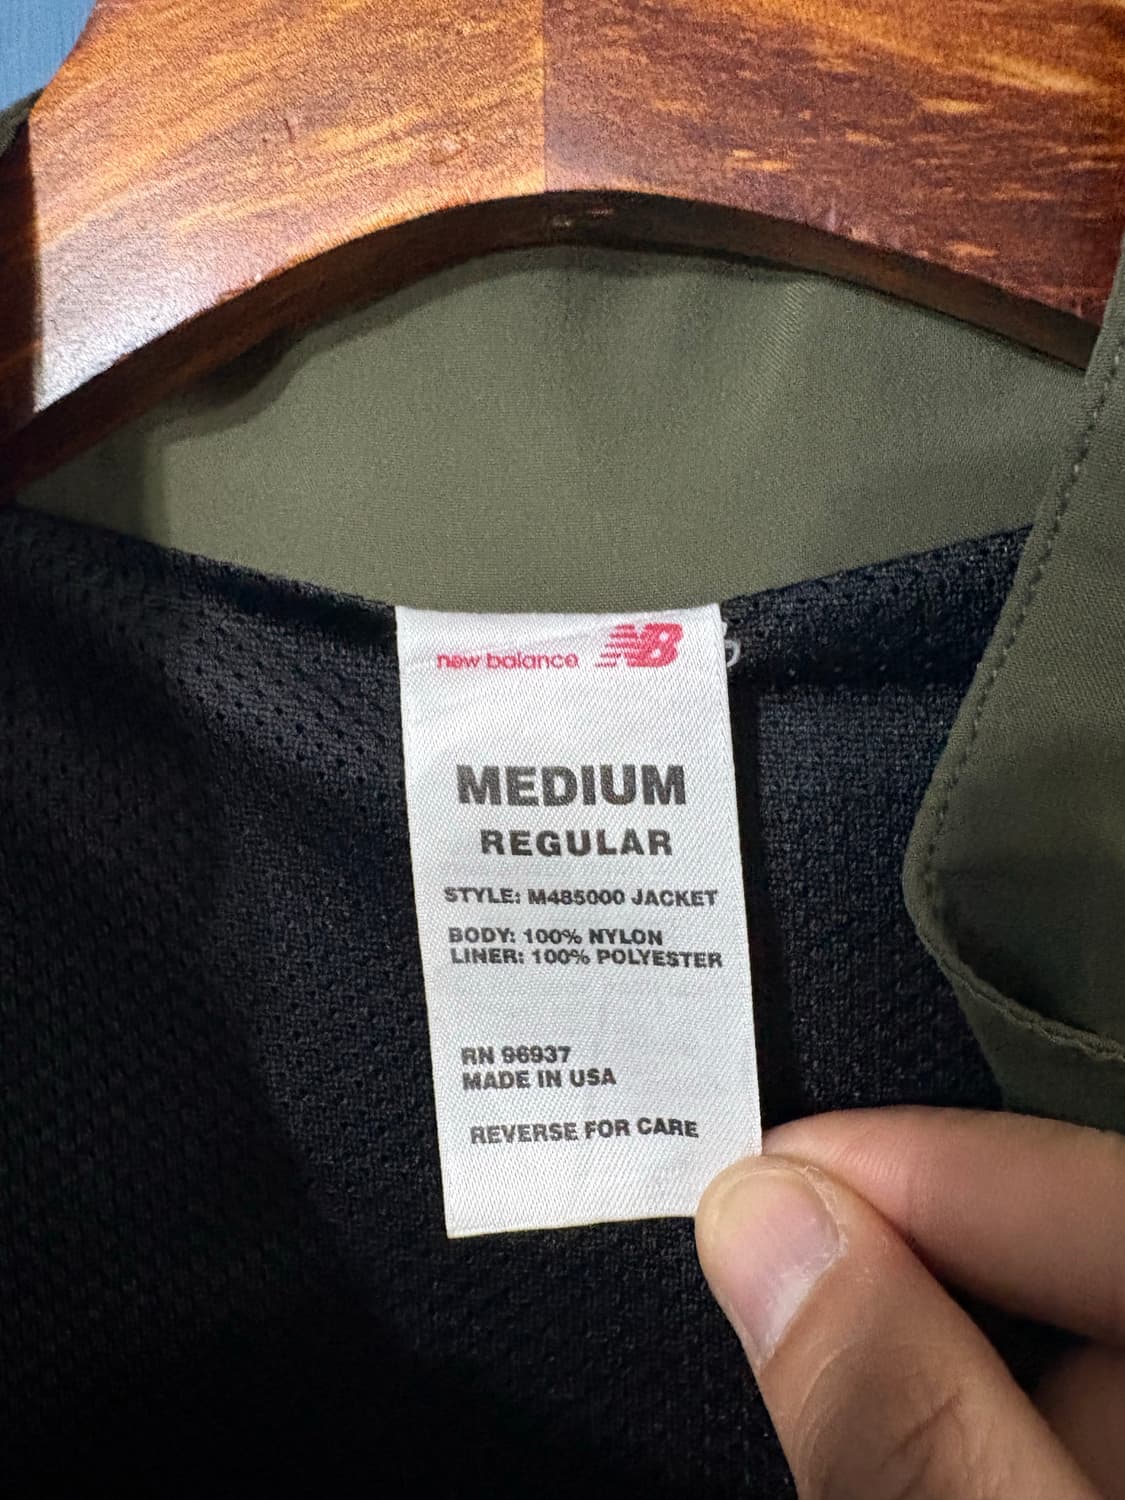 new balance NB
MEDIUM
REGULAR
STYLE: M485000 JACKET
BODY: 100% NYLON
LINER: 100% POLYESTER
RN 96937
MADE IN USA
REVERSE FOR CARE